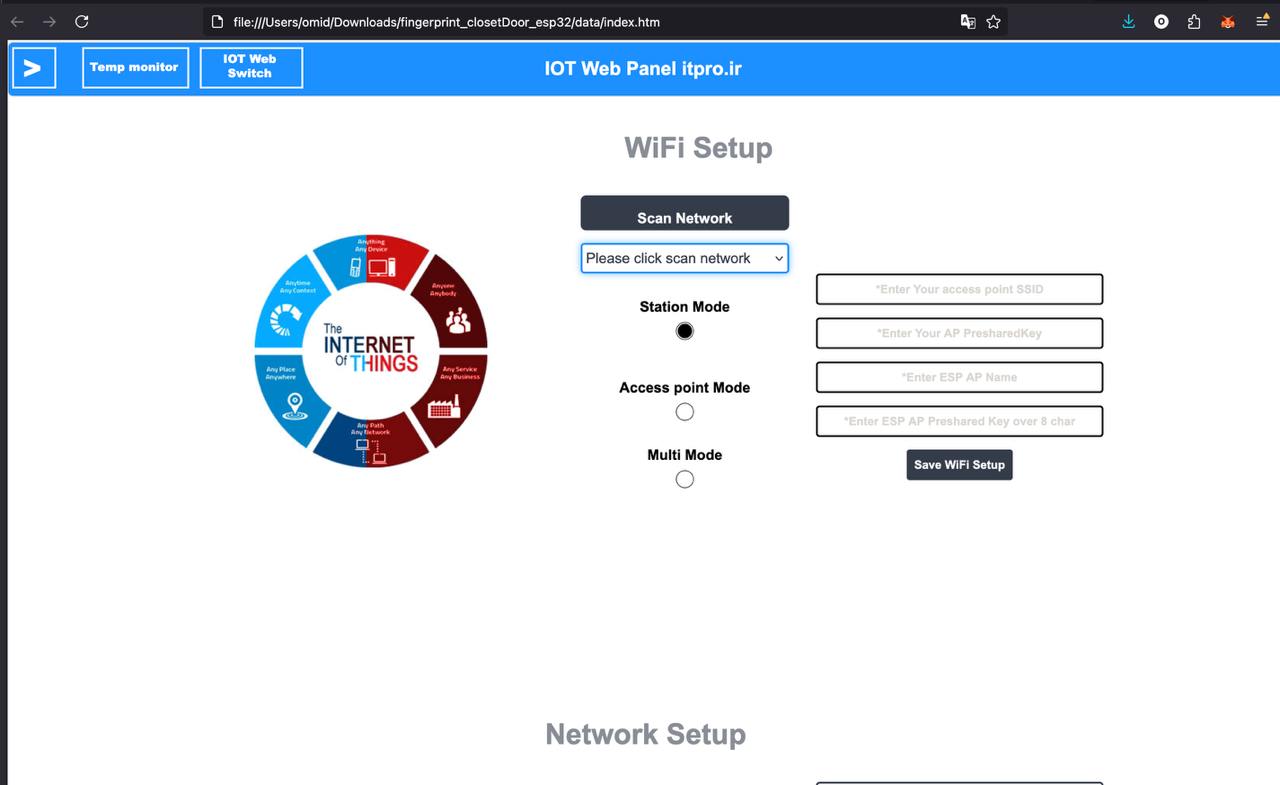 file:///Users/omid/Downloads/fingerprint_closetDoor_esp32/data/index.htm
>
Temp monitor
IOT Web
Switch
IOT Web Panel itpro.ir
WiFi Setup
Scan Network
Please click scan network
Station Mode
Access point Mode
Multi Mode
*Enter Your access point SSID
*Enter Your AP PresharedKey
*Enter ESP AP Name
*Enter ESP AP Preshared Key over 8 char
Save WiFi Setup
Anything
Any Device
Anyone
Anybody
Any Service
Any Business
Any Path
Any Network
Any Place
Anywhere
Anytime
Any Context
The
INTERNET
Of THINGS
Network Setup